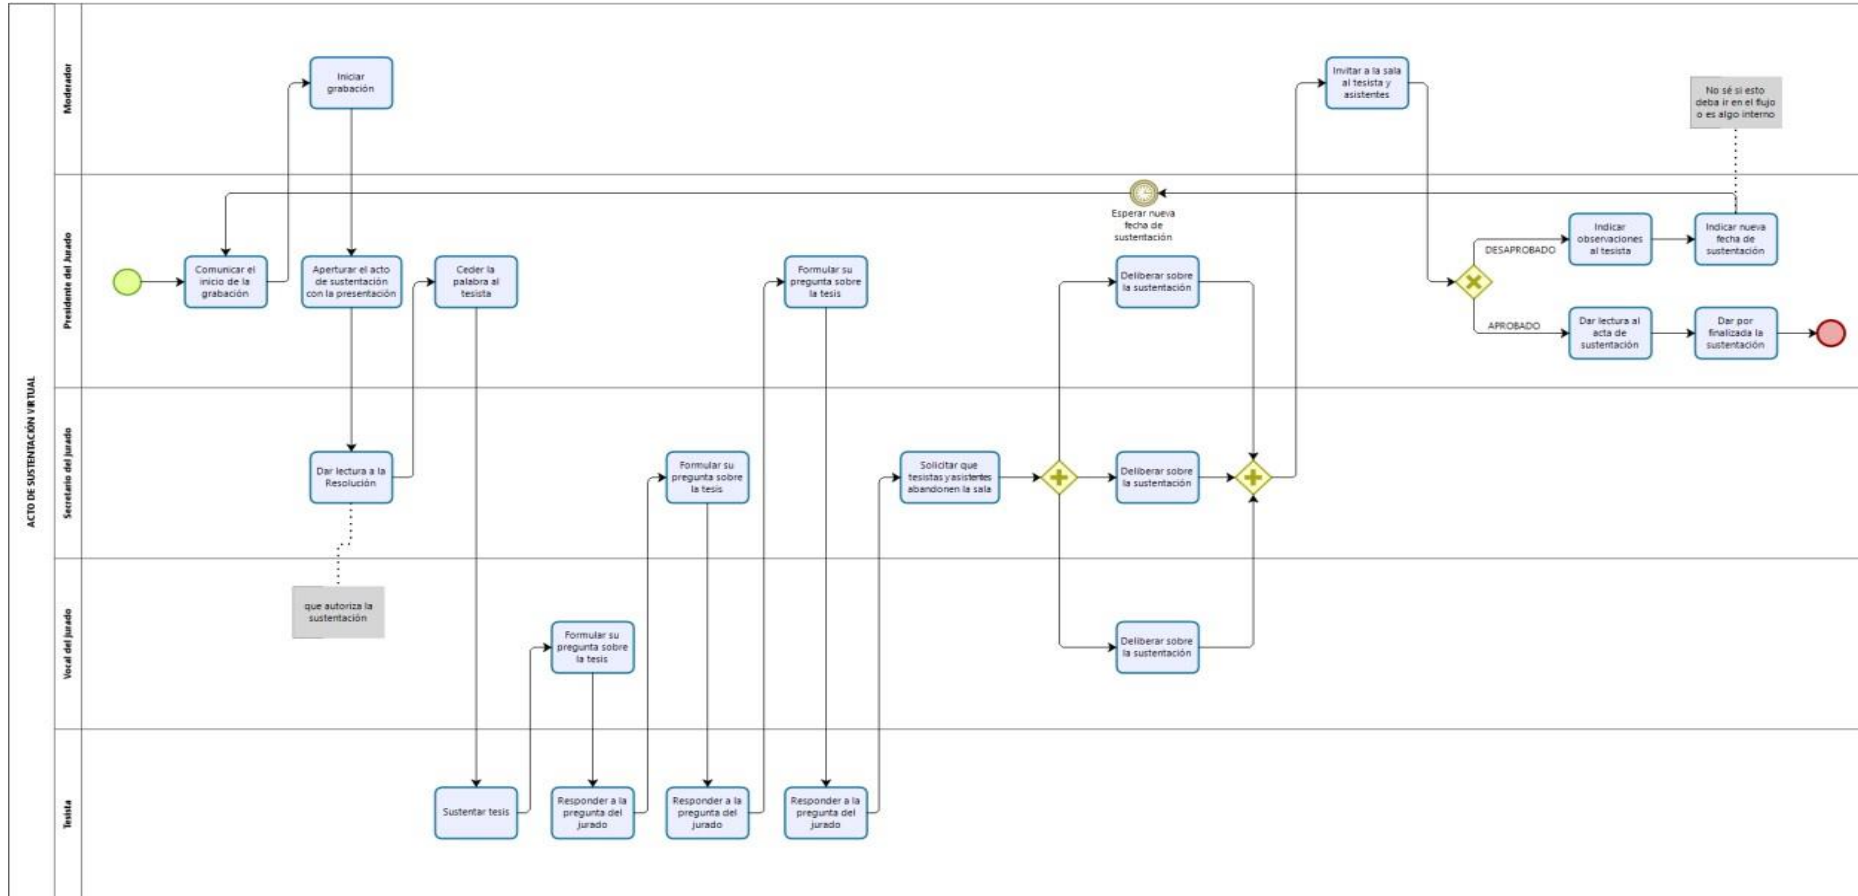 ACTO DE SUSTENTACIÓN VIRTUAL
Moderador
Iniciar
grabación
Invitar a la sala
al tesista y
asistentes
No sé si esto
deba ir en el flujo
o es algo interno
Presidente del Jurado
Comunicar el
inicio de la
grabación
Aperturar el acto
de sustentación
con la presentación
Ceder la
palabra al
tesista
Formular su
pregunta sobre
la tesis
Esperar nueva
fecha de
sustentación
Deliberar sobre
la sustentación
DESAPROBADO
Indicar
observaciones
al tesista
Indicar nueva
fecha de
sustentación
APROBADO
Dar lectura al
acta de
sustentación
Dar por
finalizada la
sustentación
Secretario del jurado
Dar lectura a la
Resolución
Formular su
pregunta sobre
la tesis
Solicitar que
tesistas y asistentes
abandonen la sala
Deliberar sobre
la sustentación
Vocal del jurado
que autoriza la
sustentación
Formular su
pregunta sobre
la tesis
Deliberar sobre
la sustentación
Tesista
Sustentar tesis
Responder a la
pregunta del
jurado
Responder a la
pregunta del
jurado
Responder a la
pregunta del
jurado